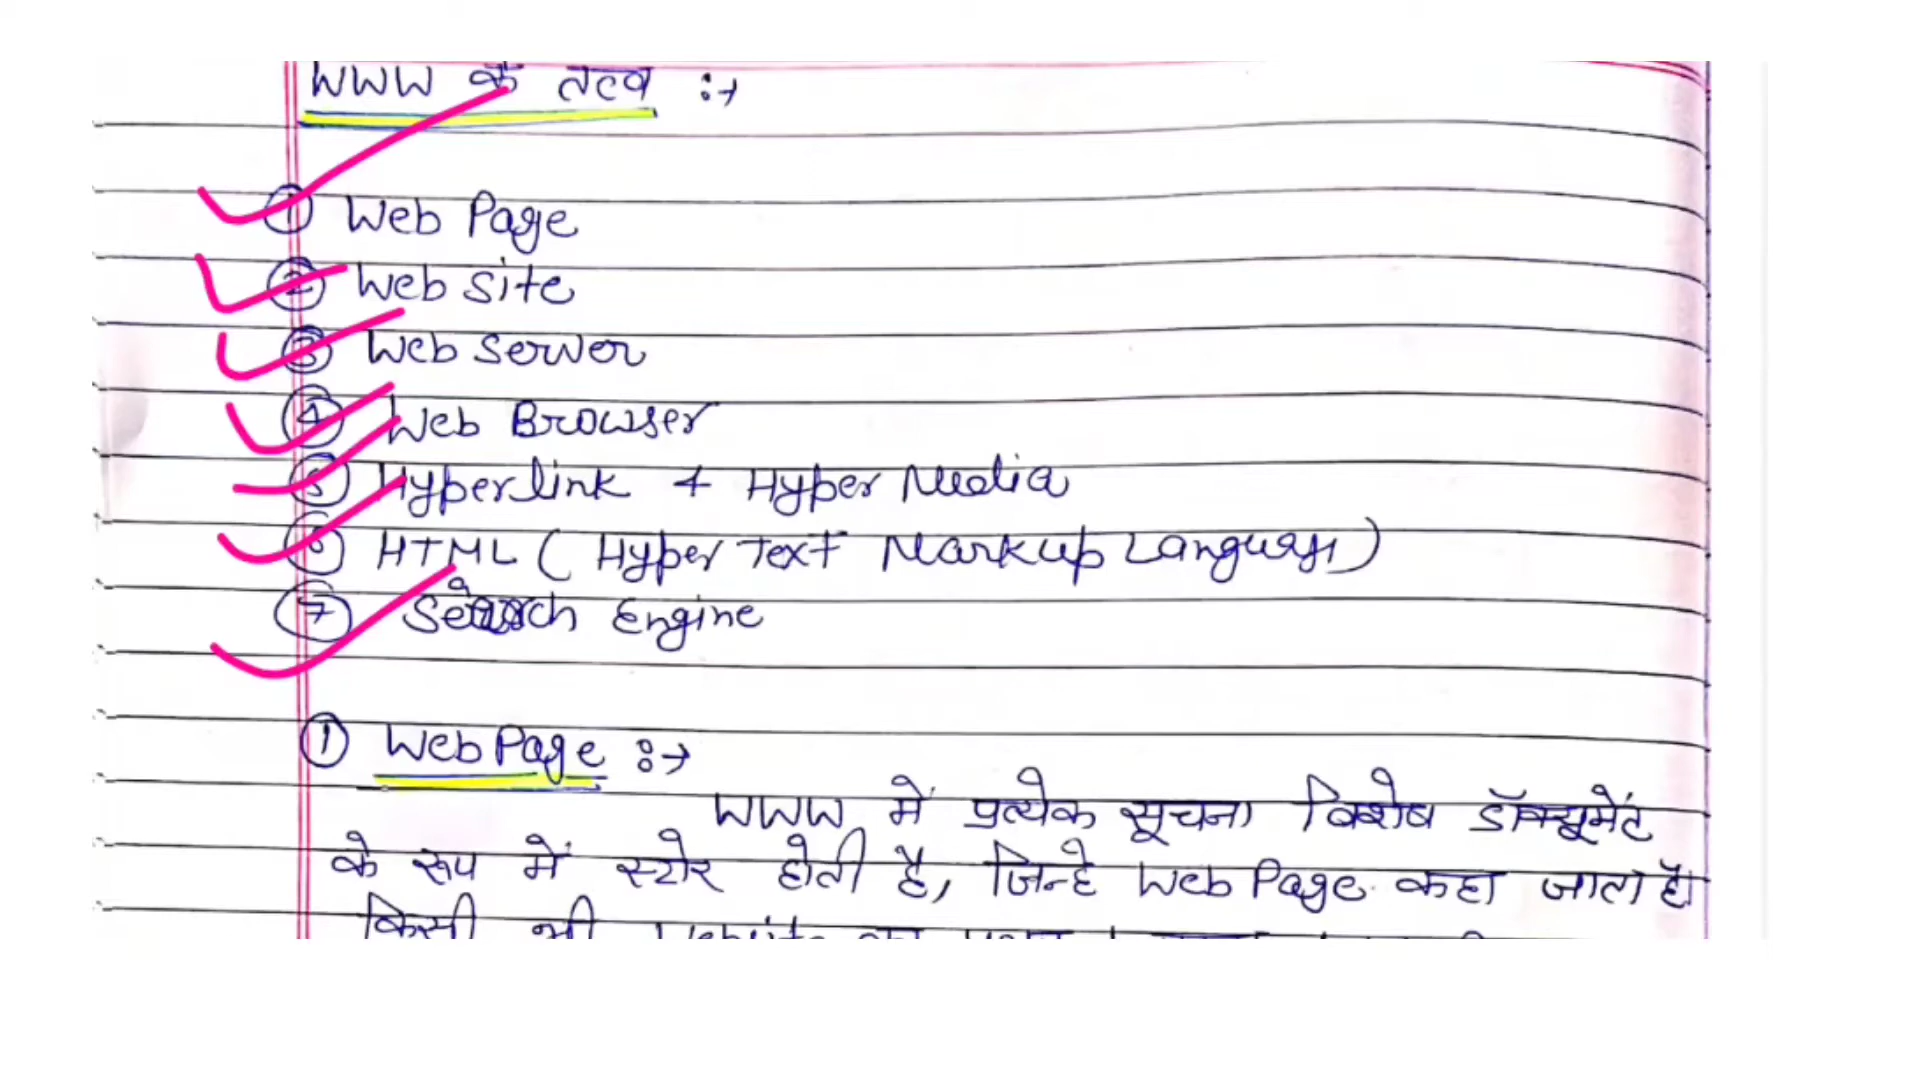 WWW के तत्व :→
① Web Page
② Web Site
③ Web Server
④ Web Browser
⑤ Hyperlink + Hyper Media
⑥ HTML ( Hyper Text Markup Language )
⑦ Search Engine
① Web Page :→
WWW में प्रत्येक सूचना विशेष डॉक्यूमेंट
के रूप में स्टोर होती है, जिन्हे Web Page कहा जाता है।
किसी भी Website का